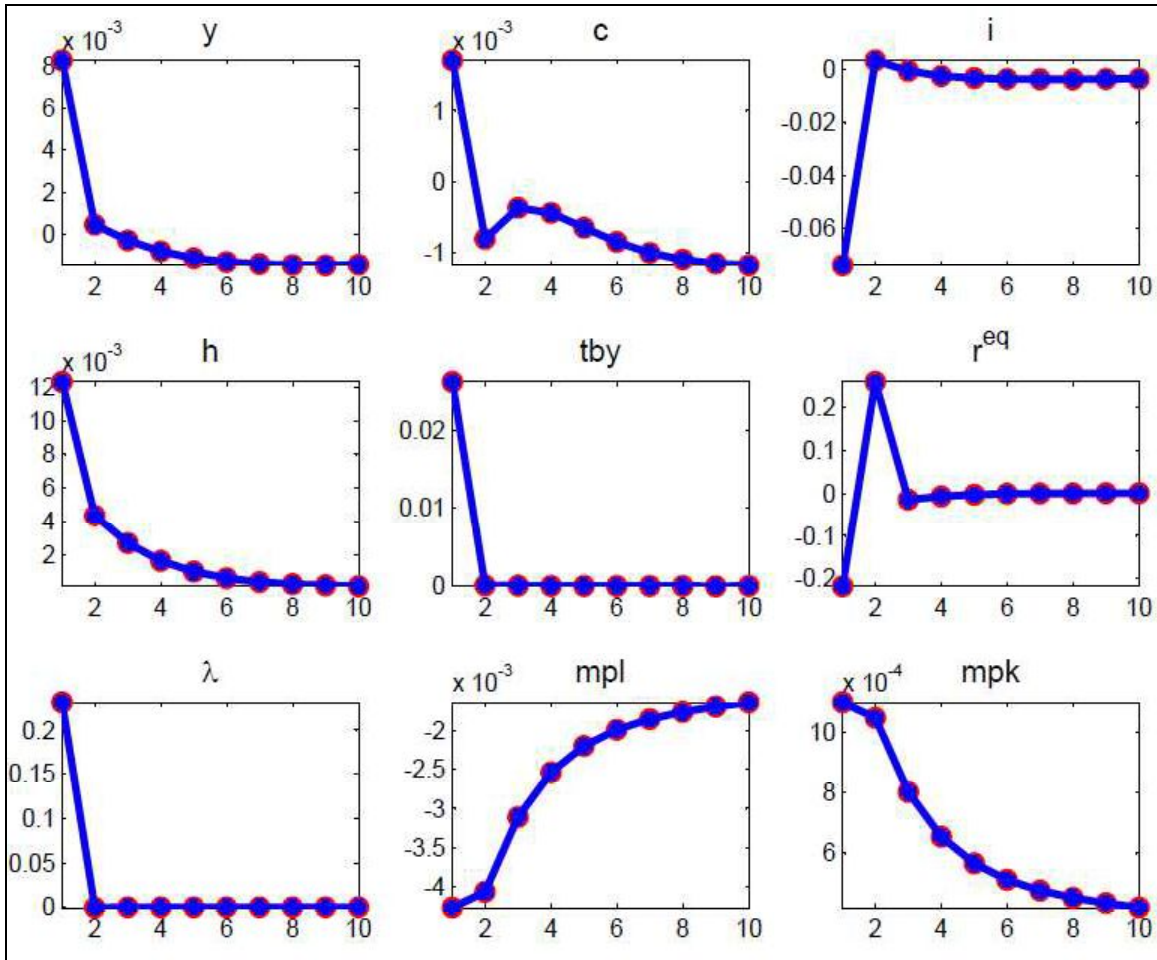 y c i
x 10^-3 x 10^-3
8 6 4 2 0
1 0 -1
0 -0.02 -0.04 -0.06
2 4 6 8 10 2 4 6 8 10 2 4 6 8 10
h tby r^eq
x 10^-3
12 10 8 6 4 2
0.02 0.01 0
0.2 0.1 0 -0.1 -0.2
2 4 6 8 10 2 4 6 8 10 2 4 6 8 10
λ mpl mpk
x 10^-3 x 10^-4
0.2 0.15 0.1 0.05 0
-2 -2.5 -3 -3.5 -4
10 8 6
2 4 6 8 10 2 4 6 8 10 2 4 6 8 10